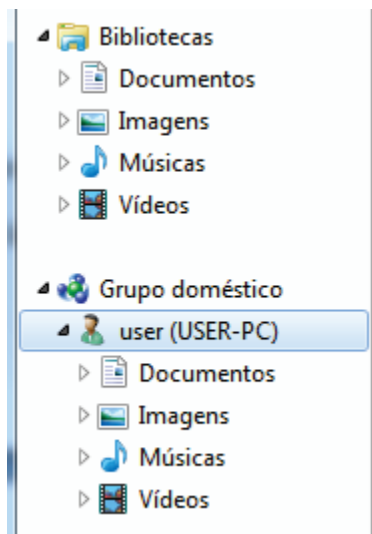 Bibliotecas
Documentos
Imagens
Músicas
Vídeos
Grupo doméstico
user (USER-PC)
Documentos
Imagens
Músicas
Vídeos